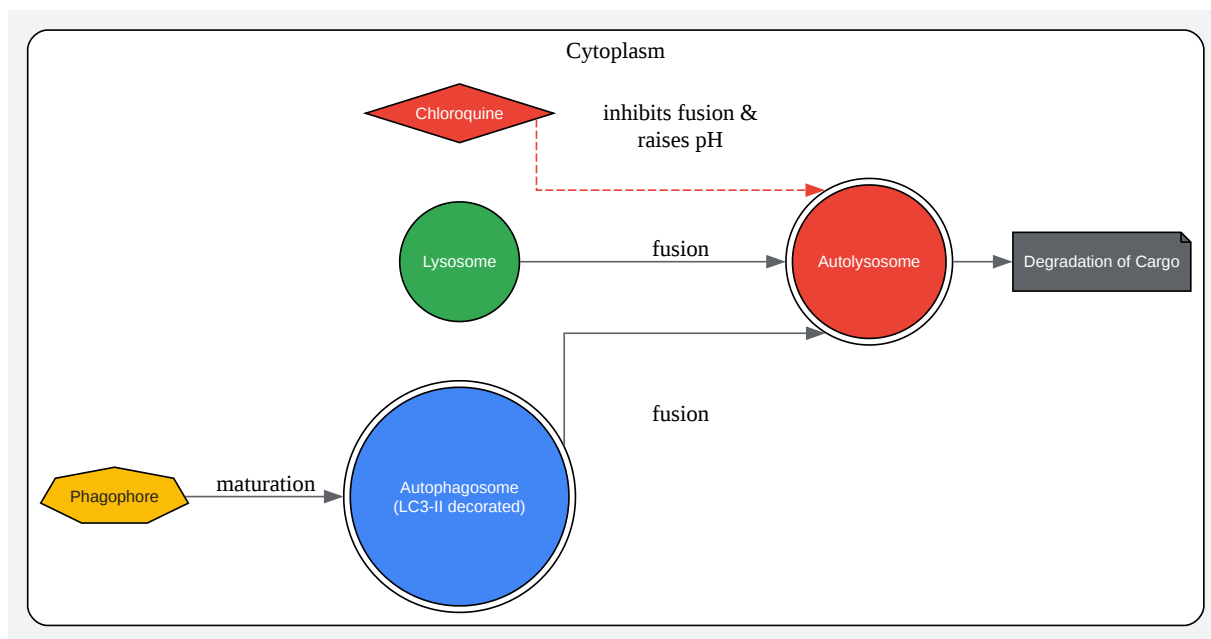 Cytoplasm
Chloroquine
inhibits fusion &
raises pH
Lysosome
fusion
Autolysosome
Degradation of Cargo
fusion
Phagophore
maturation
Autophagosome
(LC3-II decorated)